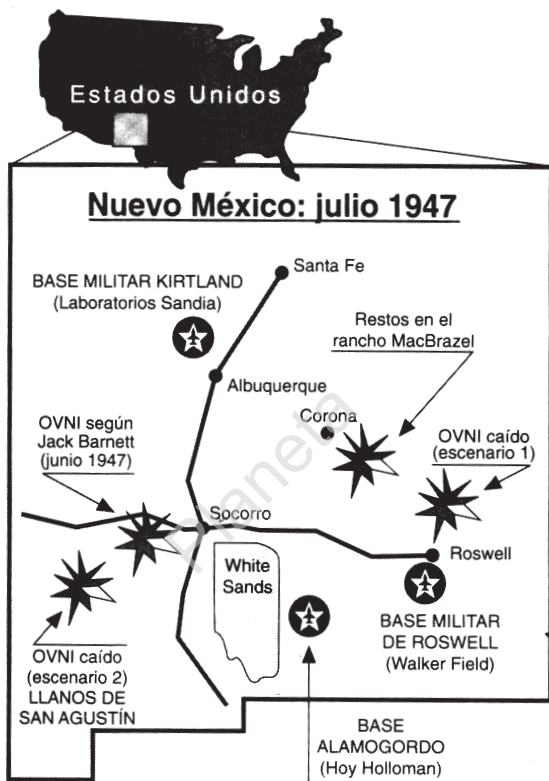 Estados Unidos
Nuevo México: julio 1947
Santa Fe
BASE MILITAR KIRTLAND
(Laboratorios Sandia)
Restos en el
rancho MacBrazel
Albuquerque
Corona
OVNI según
Jack Barnett
(junio 1947)
OVNI caído
(escenario 1)
Socorro
Roswell
White
Sands
BASE MILITAR
DE ROSWELL
(Walker Field)
OVNI caído
(escenario 2)
LLANOS DE
SAN AGUSTÍN
BASE
ALAMOGORDO
(Hoy Holloman)
Planeta